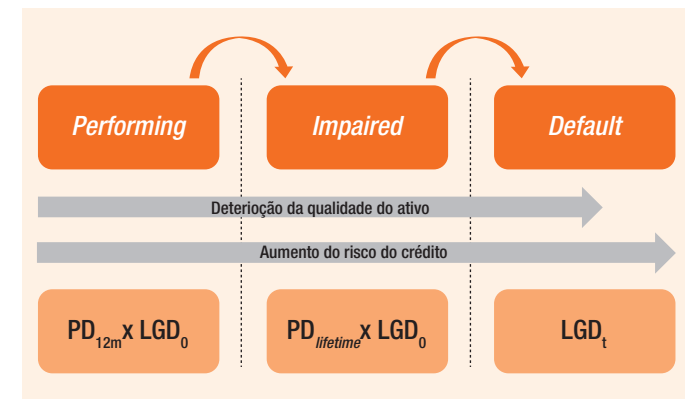 Performing
Impaired
Default
Deterioção da qualidade do ativo
Aumento do risco do crédito
PD12m x LGD0
PDlifetime x LGD0
LGDt